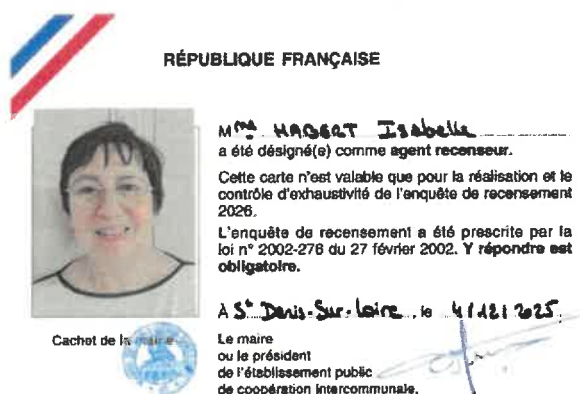 RÉPUBLIQUE FRANÇAISE
Mme HABERT Isabelle
a été désigné(e) comme agent recenseur.
Cette carte n'est valable que pour la réalisation et le
contrôle d'exhaustivité de l'enquête de recensement
2026.
L'enquête de recensement a été prescrite par la
loi n° 2002-276 du 27 février 2002. Y répondre est
obligatoire.
À St Denis-Sur-Loire, le 4/12/2025
Cachet de la mairie
Le maire
ou le président
de l'établissement public
de coopération intercommunale.